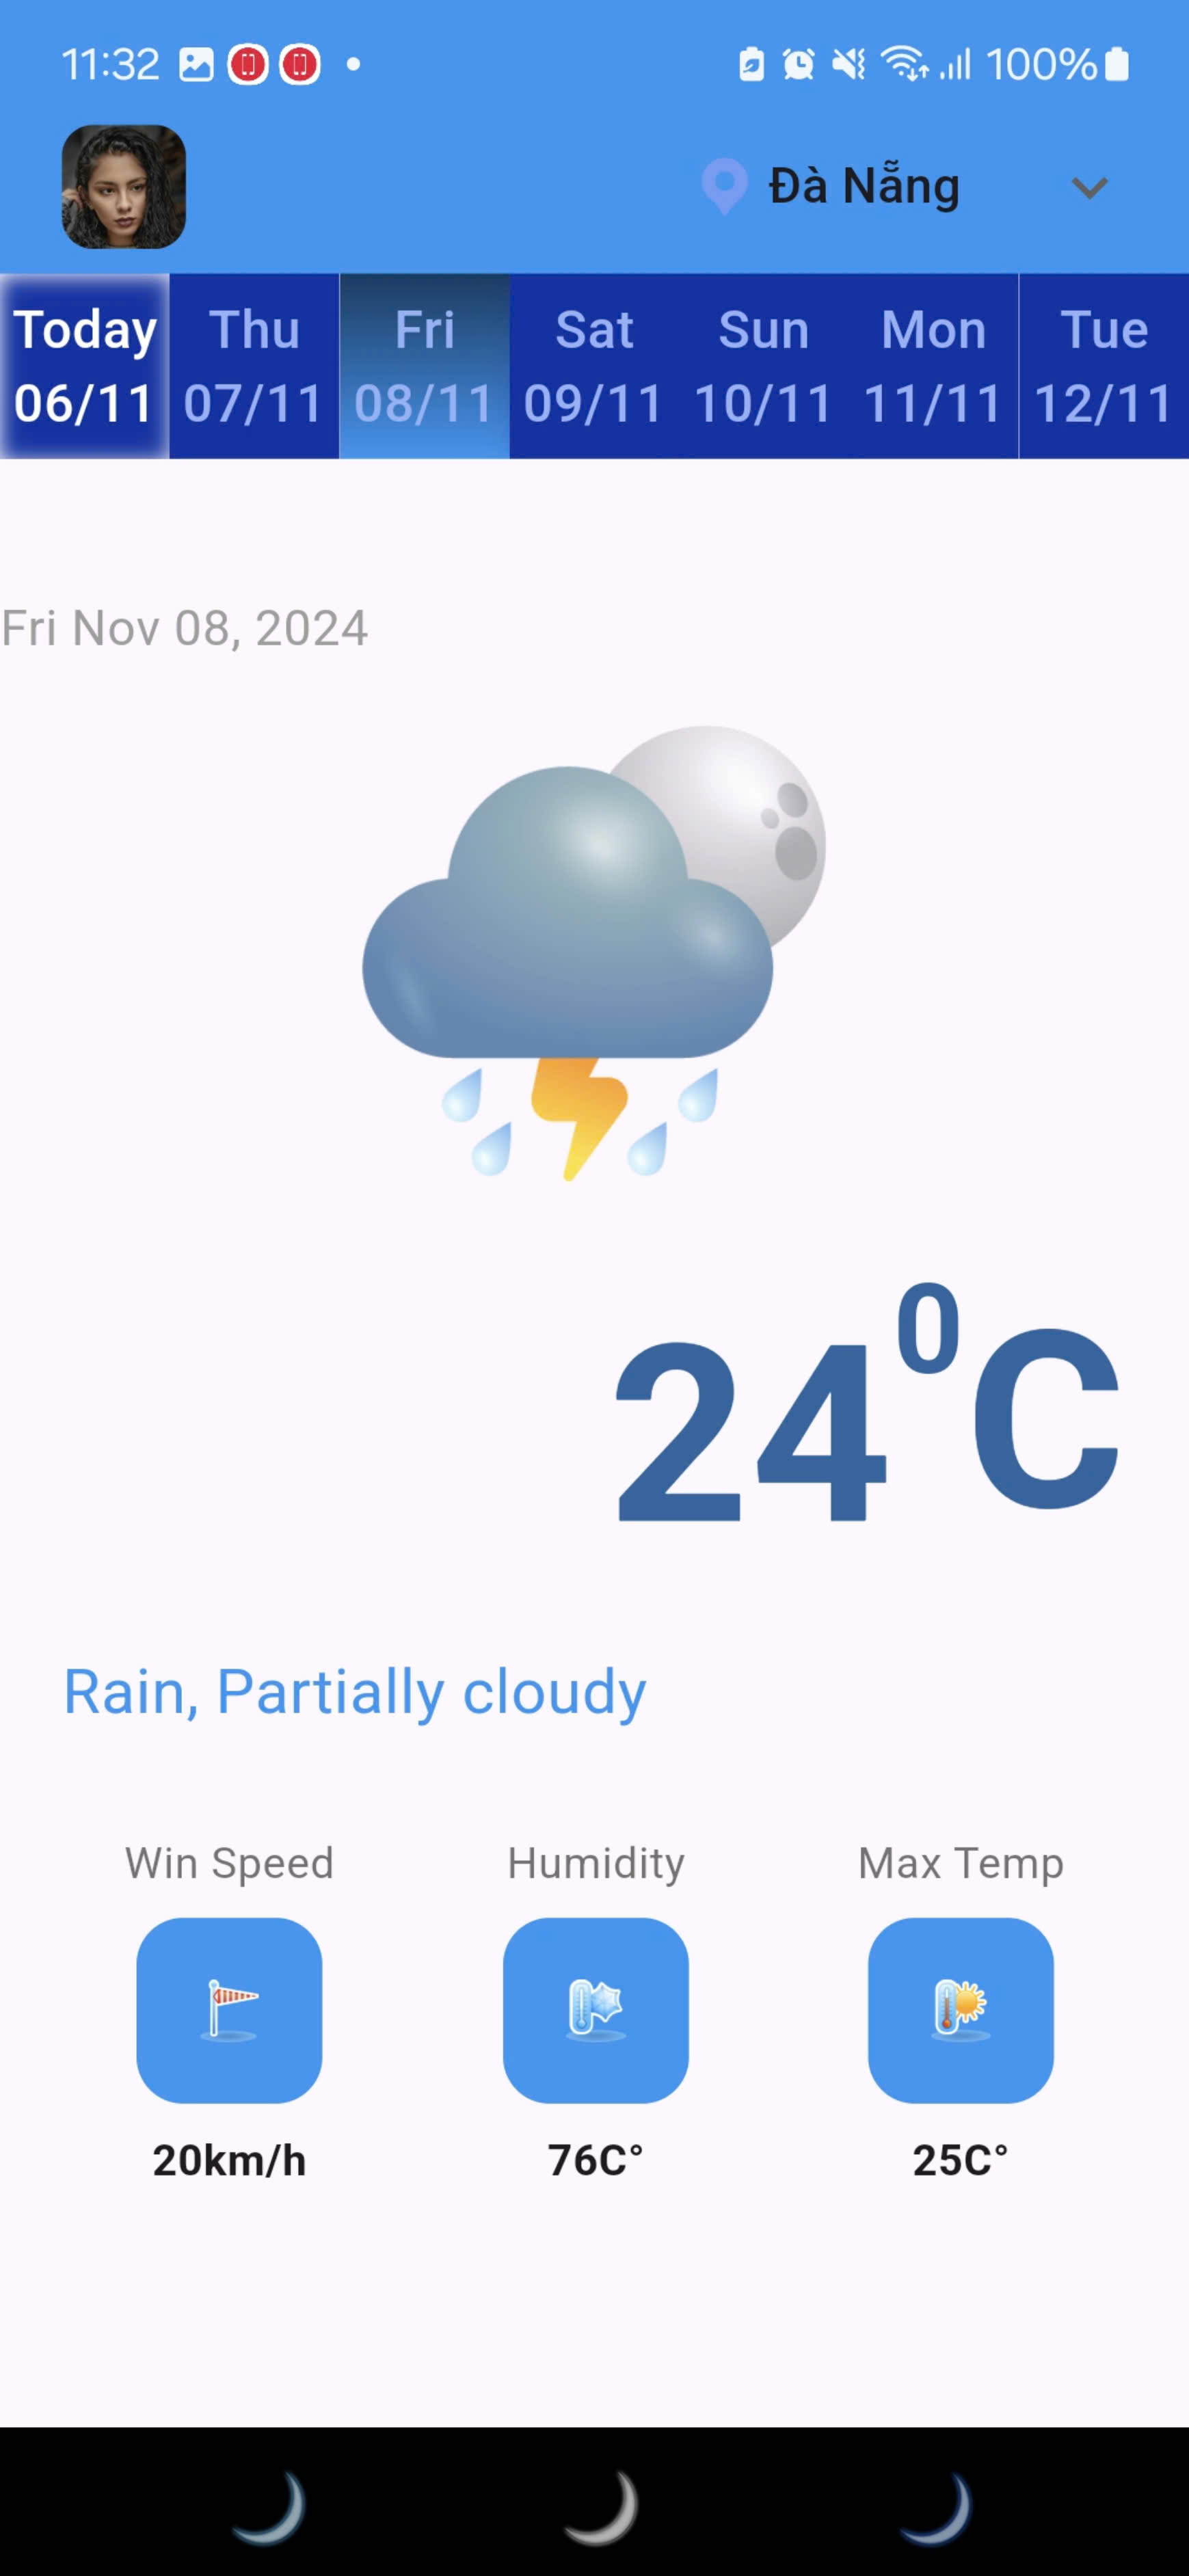 11:32 100%
Đà Nẵng
Today Thu Fri Sat Sun Mon Tue
06/11 07/11 08/11 09/11 10/11 11/11 12/11
Fri Nov 08, 2024
24⁰C
Rain, Partially cloudy
Win Speed Humidity Max Temp
20km/h 76C° 25C°